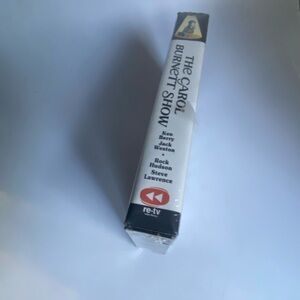 THE CAROL
BURNETT SHOW
Ken
Berry
Jack
Weston
•
Rock
Hudson
Steve
Lawrence
re-tv